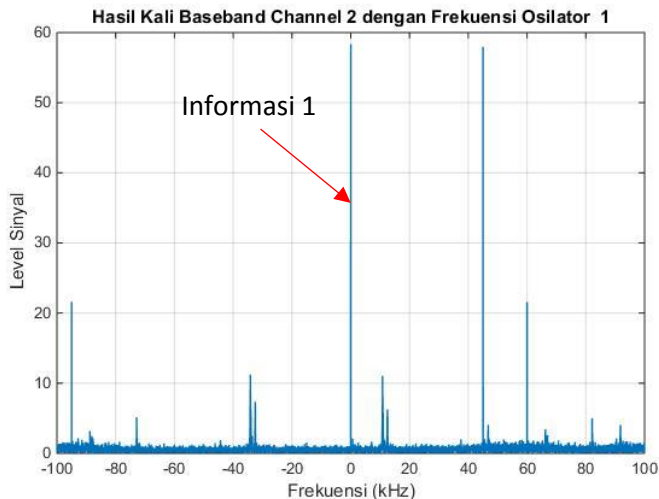 Hasil Kali Baseband Channel 2 dengan Frekuensi Osilator 1
60
50
40
30
20
10
0
Level Sinyal
Informasi 1
-100 -80 -60 -40 -20 0 20 40 60 80 100
Frekuensi (kHz)